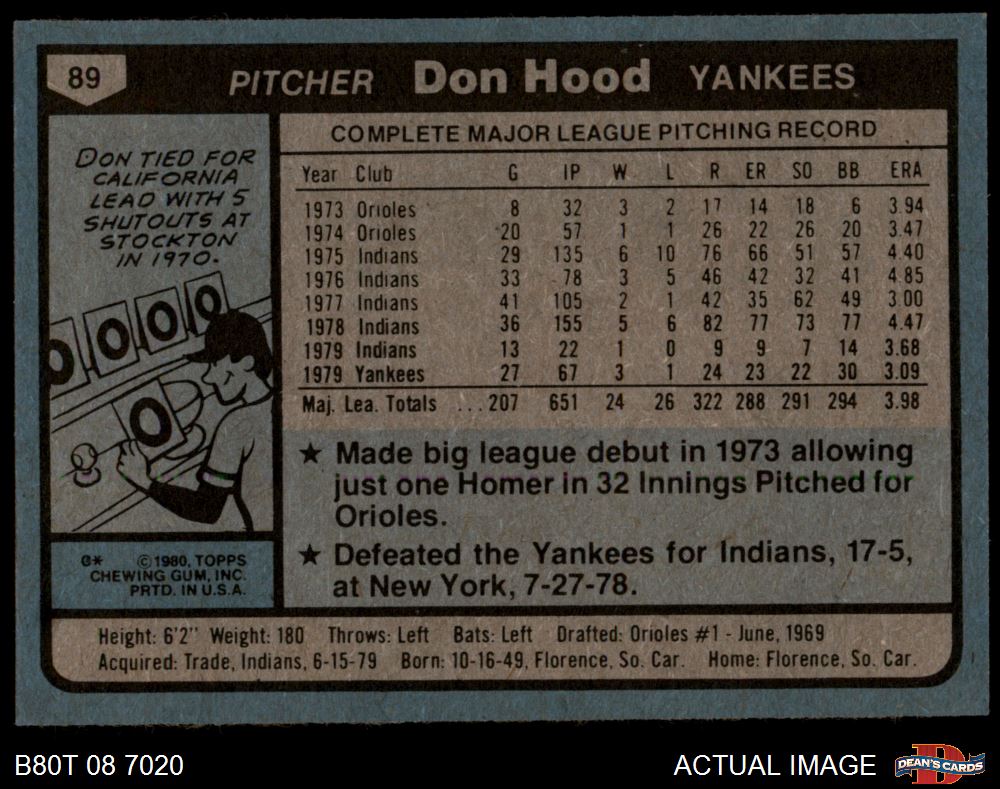 89 PITCHER Don Hood YANKEES
DON TIED FOR
CALIFORNIA
LEAD WITH 5
SHUTOUTS AT
STOCKTON
IN 1970.
0 0 0 0
0
COMPLETE MAJOR LEAGUE PITCHING RECORD
Year Club G IP W L R ER SO BB ERA
1973 Orioles 8 32 3 2 17 14 18 6 3.94
1974 Orioles 20 57 1 1 26 22 26 20 3.47
1975 Indians 29 135 6 10 76 66 51 57 4.40
1976 Indians 33 78 3 5 46 42 32 41 4.85
1977 Indians 41 105 2 1 42 35 62 49 3.00
1978 Indians 36 155 5 6 82 77 73 77 4.47
1979 Indians 13 22 1 0 9 9 7 14 3.68
1979 Yankees 27 67 3 1 24 23 22 30 3.09
Maj. Lea. Totals ...207 651 24 26 322 288 291 294 3.98
★ Made big league debut in 1973 allowing
just one Homer in 32 Innings Pitched for
Orioles.
★ Defeated the Yankees for Indians, 17-5,
at New York, 7-27-78.
©1980, TOPPS
CHEWING GUM, INC.
PRTD. IN U.S.A.
Height: 6'2" Weight: 180 Throws: Left Bats: Left Drafted: Orioles #1 - June, 1969
Acquired: Trade, Indians, 6-15-79 Born: 10-16-49, Florence, So. Car. Home: Florence, So. Car.
B80T 08 7020 ACTUAL IMAGE DEAN'S CARDS